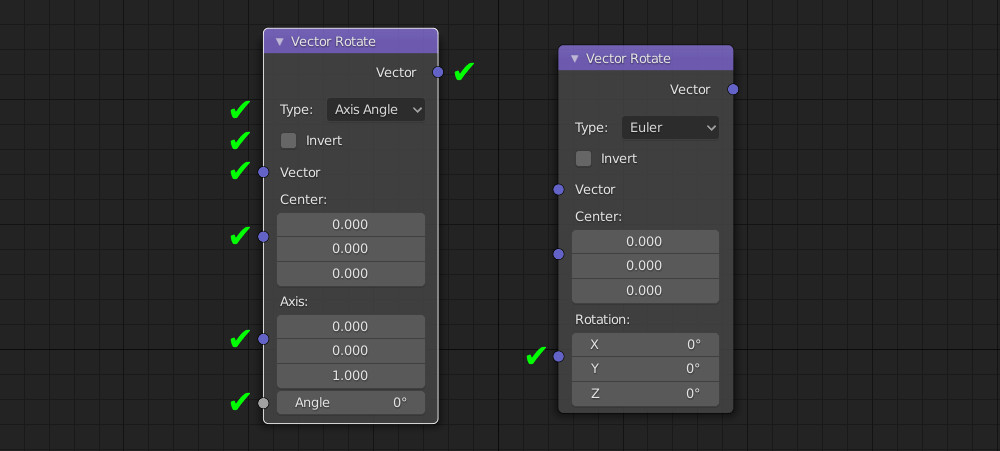 Vector Rotate
Vector
Type: Axis Angle
Invert
Vector
Center:
0.000
0.000
0.000
Axis:
0.000
0.000
1.000
Angle 0°
Vector Rotate
Vector
Type: Euler
Invert
Vector
Center:
0.000
0.000
0.000
Rotation:
X 0°
Y 0°
Z 0°